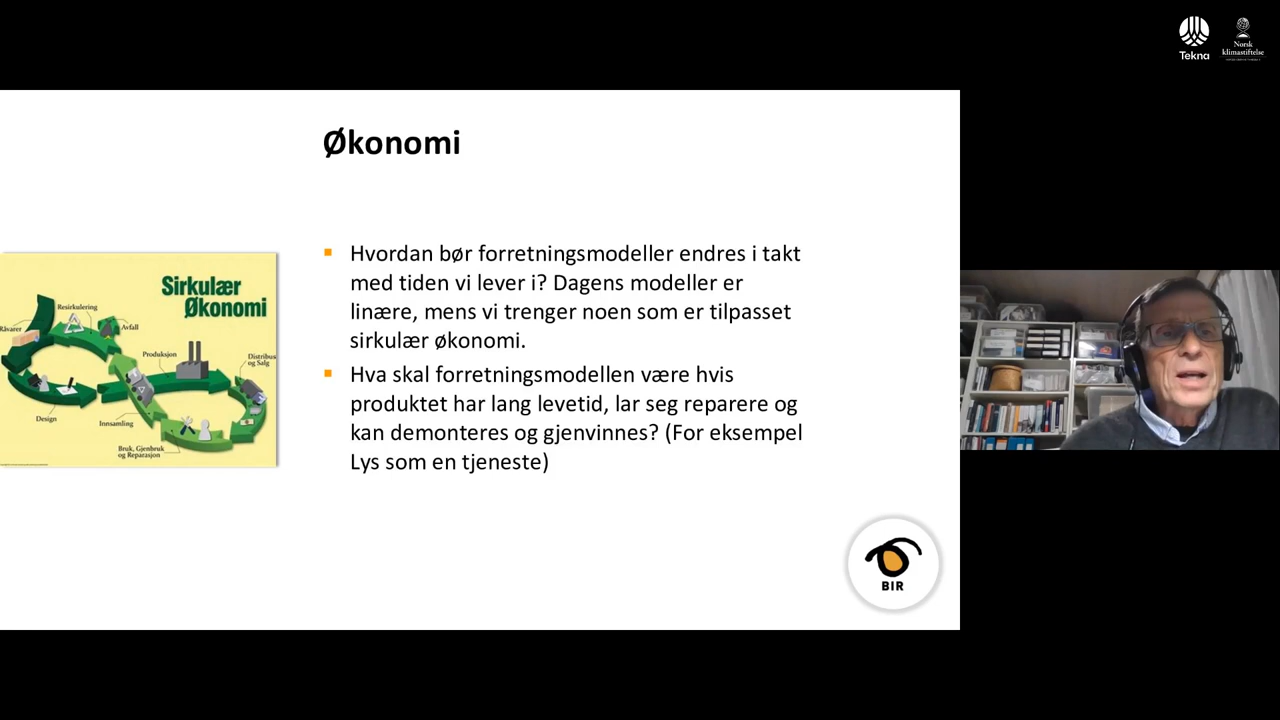 Tekna
Norsk
klimastiftelse
Økonomi
Hvordan bør forretningsmodeller endres i takt
med tiden vi lever i? Dagens modeller er
linære, mens vi trenger noen som er tilpasset
sirkulær økonomi.
Hva skal forretningsmodellen være hvis
produktet har lang levetid, lar seg reparere og
kan demonteres og gjenvinnes? (For eksempel
Lys som en tjeneste)
Sirkulær
Økonomi
Resirkulering
Råvarer
Avfall
Produksjon
Distribus
og Salg
Design
Innsamling
Bruk, Gjenbruk
og Reparasjon
BIR